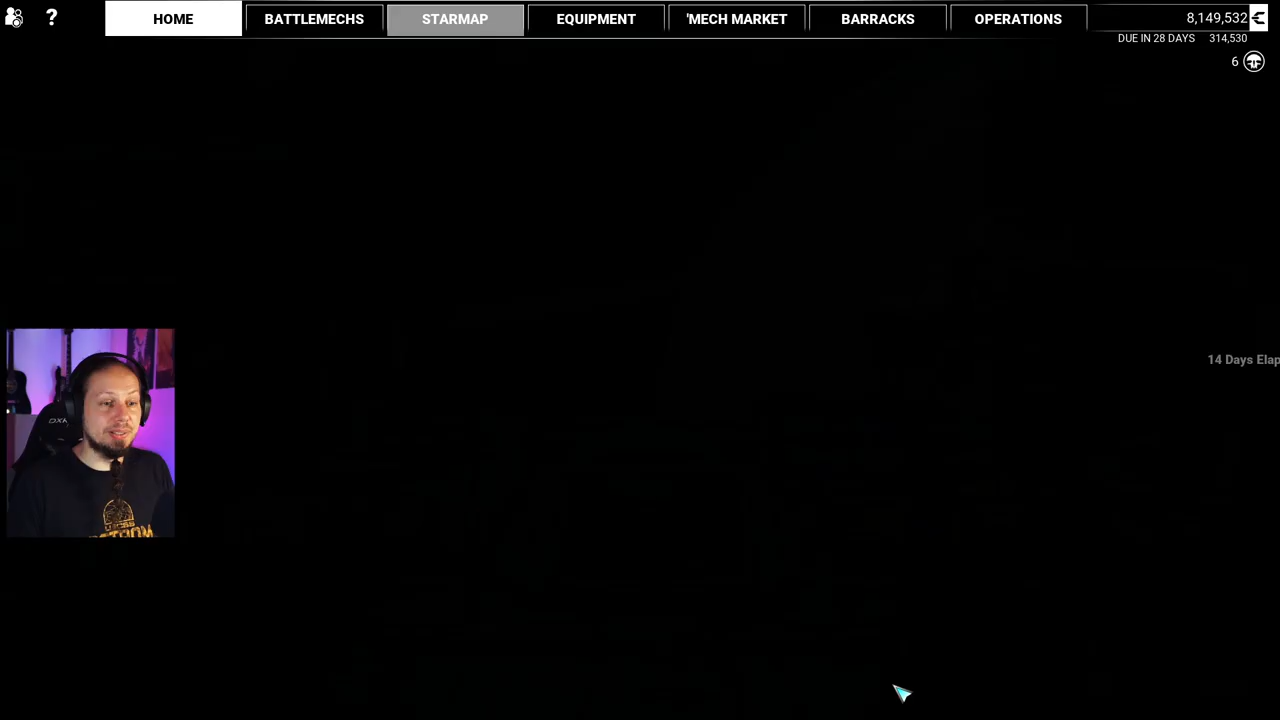 ?
HOME
BATTLEMECHS
STARMAP
EQUIPMENT
'MECH MARKET
BARRACKS
OPERATIONS
8,149,532
DUE IN 28 DAYS 314,530
6
14 Days Elap